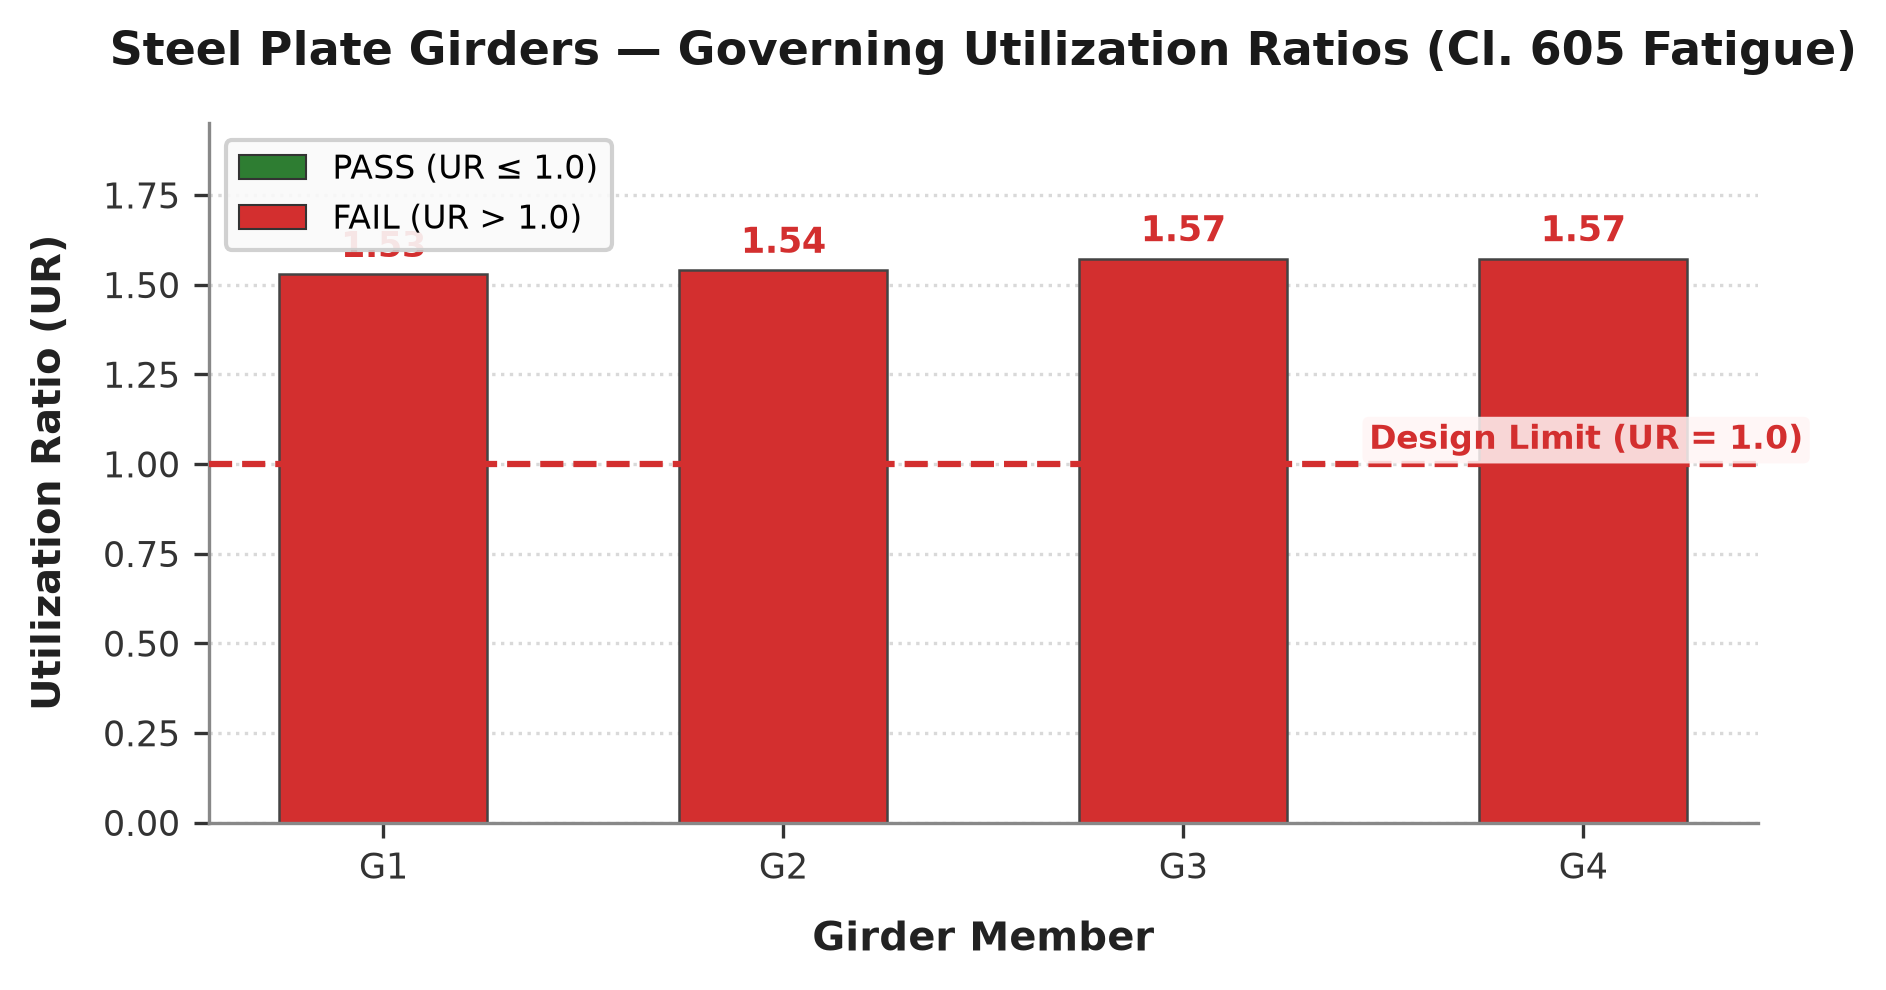 Steel Plate Girders — Governing Utilization Ratios (Cl. 605 Fatigue)
PASS (UR ≤ 1.0)
FAIL (UR > 1.0)
1.53
1.54
1.57
1.57
Design Limit (UR = 1.0)
Utilization Ratio (UR)
1.75
1.50
1.25
1.00
0.75
0.50
0.25
0.00
G1
G2
G3
G4
Girder Member